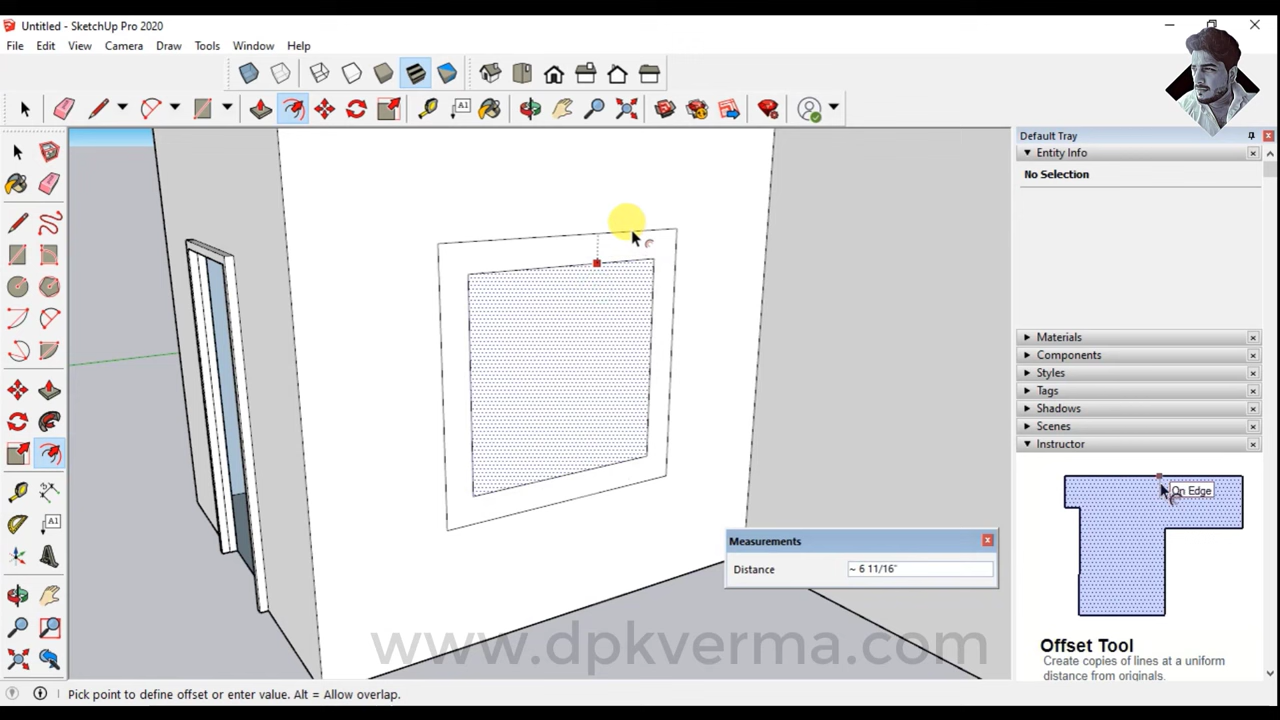 Untitled - SketchUp Pro 2020
File Edit View Camera Draw Tools Window Help
A1
Default Tray
Entity Info
No Selection
A1
Materials
Components
Styles
Tags
Shadows
Scenes
Instructor
On Edge
Measurements
Distance ~ 6 11/16"
Offset Tool
Create copies of lines at a uniform
distance from originals.
www.dpkverma.com
Pick point to define offset or enter value. Alt = Allow overlap.